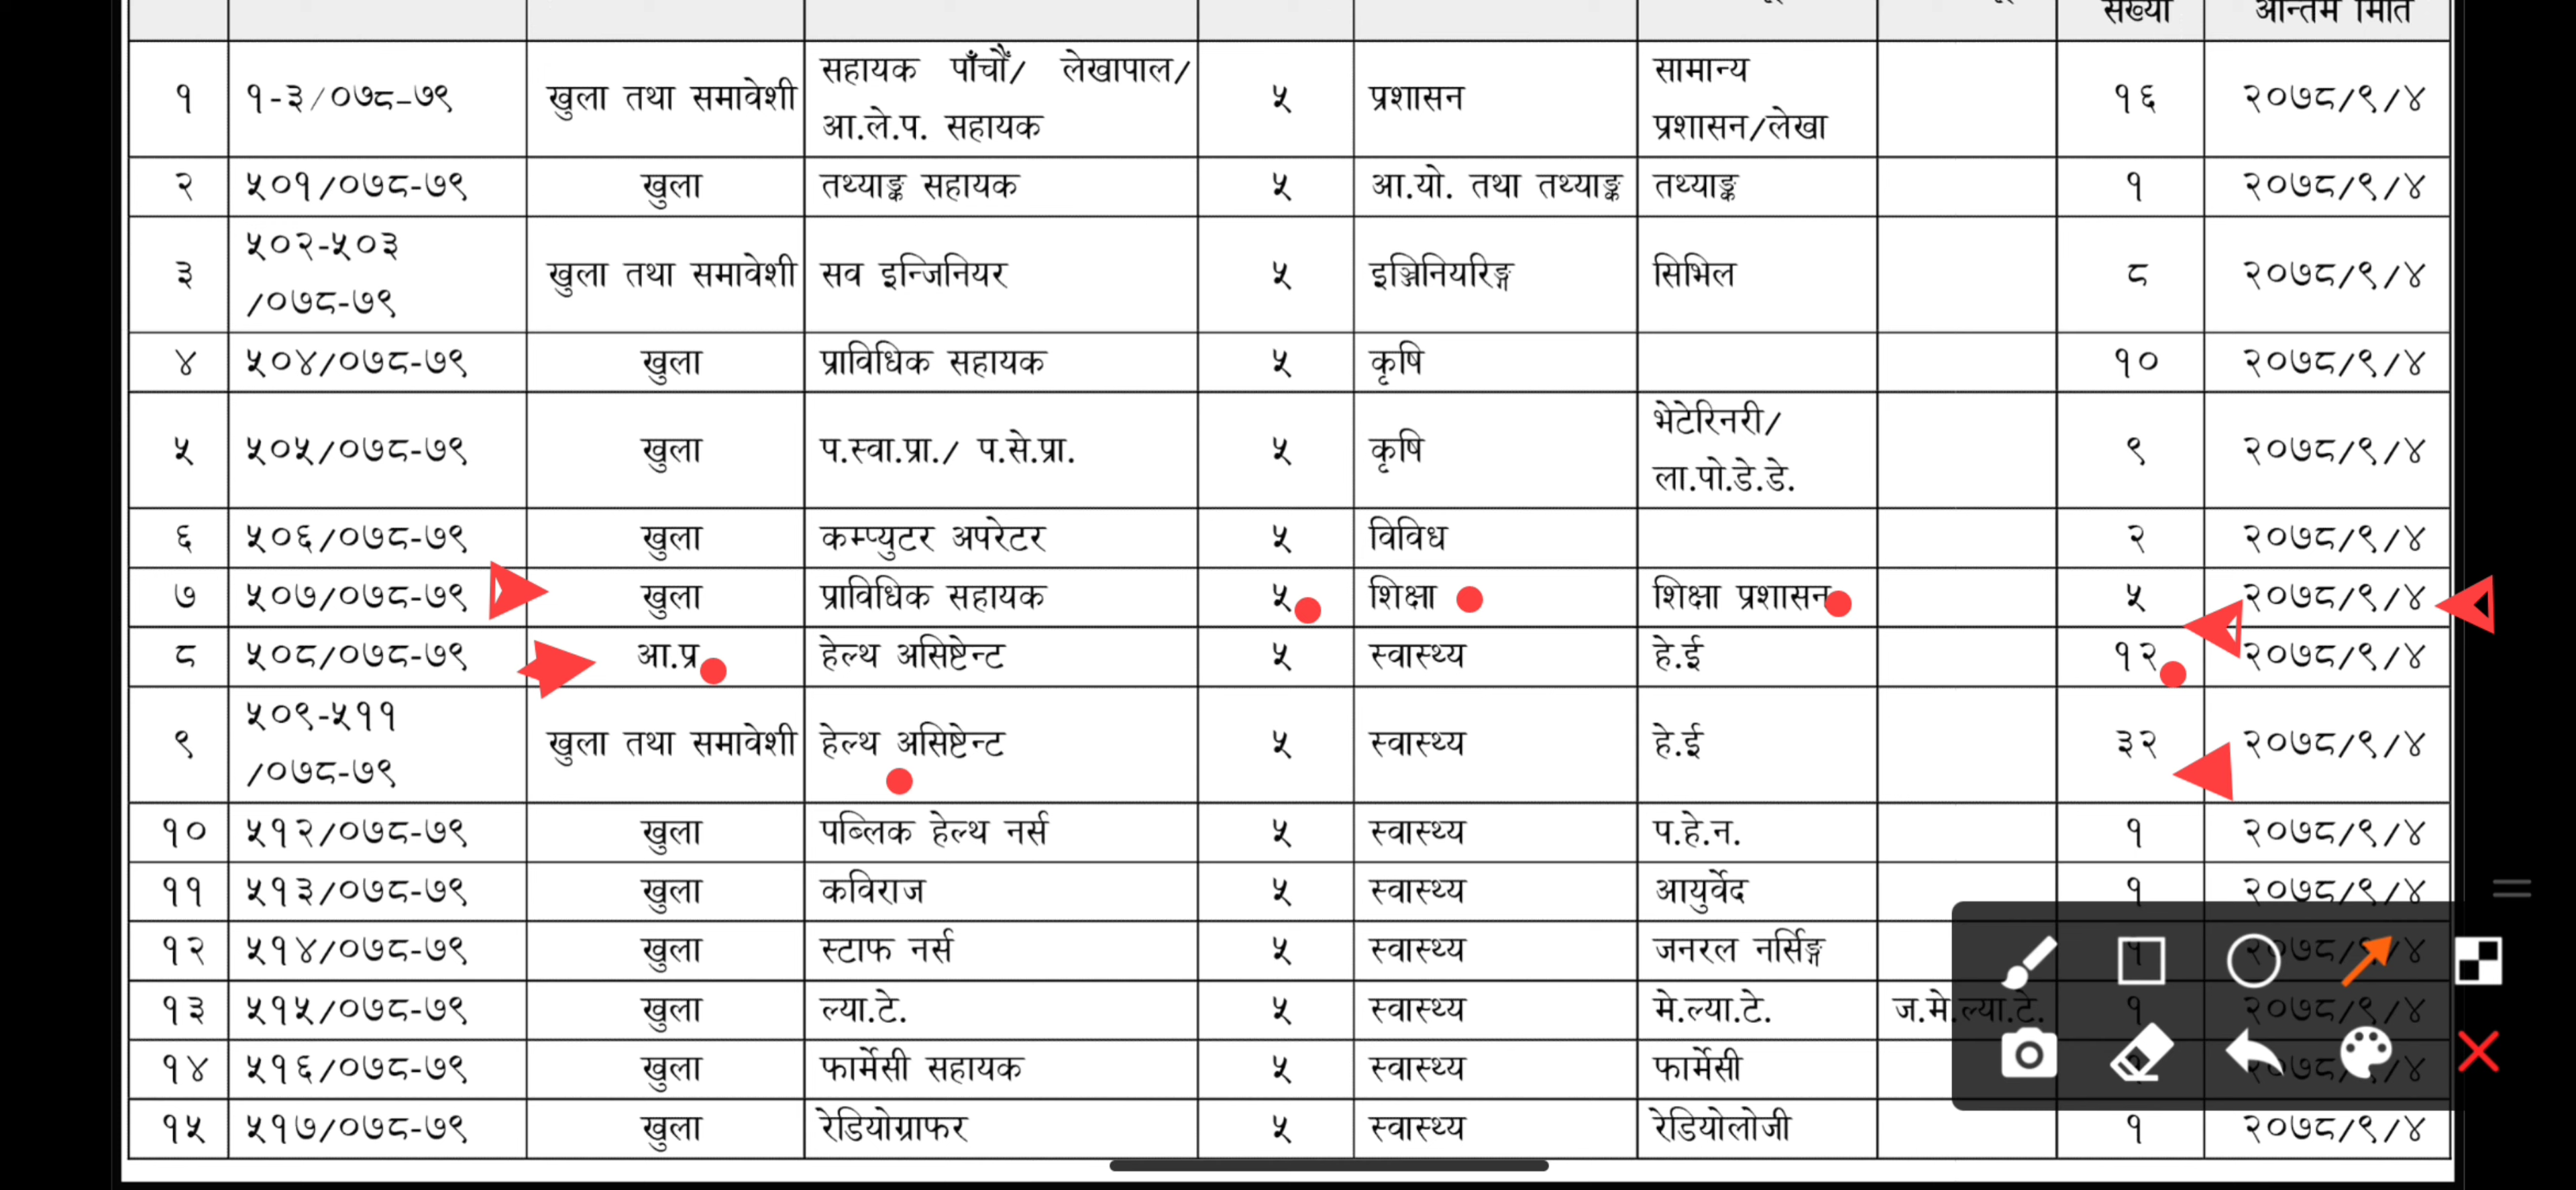 संख्या अन्तिम मिति
१ १-३/०७८-७९ खुला तथा समावेशी सहायक पाँचौं/ लेखापाल/ आ.ले.प. सहायक ५ प्रशासन सामान्य प्रशासन/लेखा १६ २०७८/९/४
२ ५०१/०७८-७९ खुला तथ्याङ्क सहायक ५ आ.यो. तथा तथ्याङ्क तथ्याङ्क १ २०७८/९/४
३ ५०२-५०३ /०७८-७९ खुला तथा समावेशी सव इन्जिनियर ५ इञ्जिनियरिङ्ग सिभिल ८ २०७८/९/४
४ ५०४/०७८-७९ खुला प्राविधिक सहायक ५ कृषि १० २०७८/९/४
५ ५०५/०७८-७९ खुला प.स्वा.प्रा./ प.से.प्रा. ५ कृषि भेटेरिनरी/ ला.पो.डे.डे. ९ २०७८/९/४
६ ५०६/०७८-७९ खुला कम्प्युटर अपरेटर ५ विविध २ २०७८/९/४
७ ५०७/०७८-७९ खुला प्राविधिक सहायक ५ शिक्षा शिक्षा प्रशासन ५ २०७८/९/४
८ ५०८/०७८-७९ आ.प्र हेल्थ असिष्टेन्ट ५ स्वास्थ्य हे.ई १२ २०७८/९/४
९ ५०९-५११ /०७८-७९ खुला तथा समावेशी हेल्थ असिष्टेन्ट ५ स्वास्थ्य हे.ई ३२ २०७८/९/४
१० ५१२/०७८-७९ खुला पब्लिक हेल्थ नर्स ५ स्वास्थ्य प.हे.न. १ २०७८/९/४
११ ५१३/०७८-७९ खुला कविराज ५ स्वास्थ्य आयुर्वेद १ २०७८/९/४
१२ ५१४/०७८-७९ खुला स्टाफ नर्स ५ स्वास्थ्य जनरल नर्सिङ्ग
१३ ५१५/०७८-७९ खुला ल्या.टे. ५ स्वास्थ्य मे.ल्या.टे. ज.मे.ल्या.टे. १ २०७८/९/४
१४ ५१६/०७८-७९ खुला फार्मेसी सहायक ५ स्वास्थ्य फार्मेसी
१५ ५१७/०७८-७९ खुला रेडियोग्राफर ५ स्वास्थ्य रेडियोलोजी १ २०७८/९/४